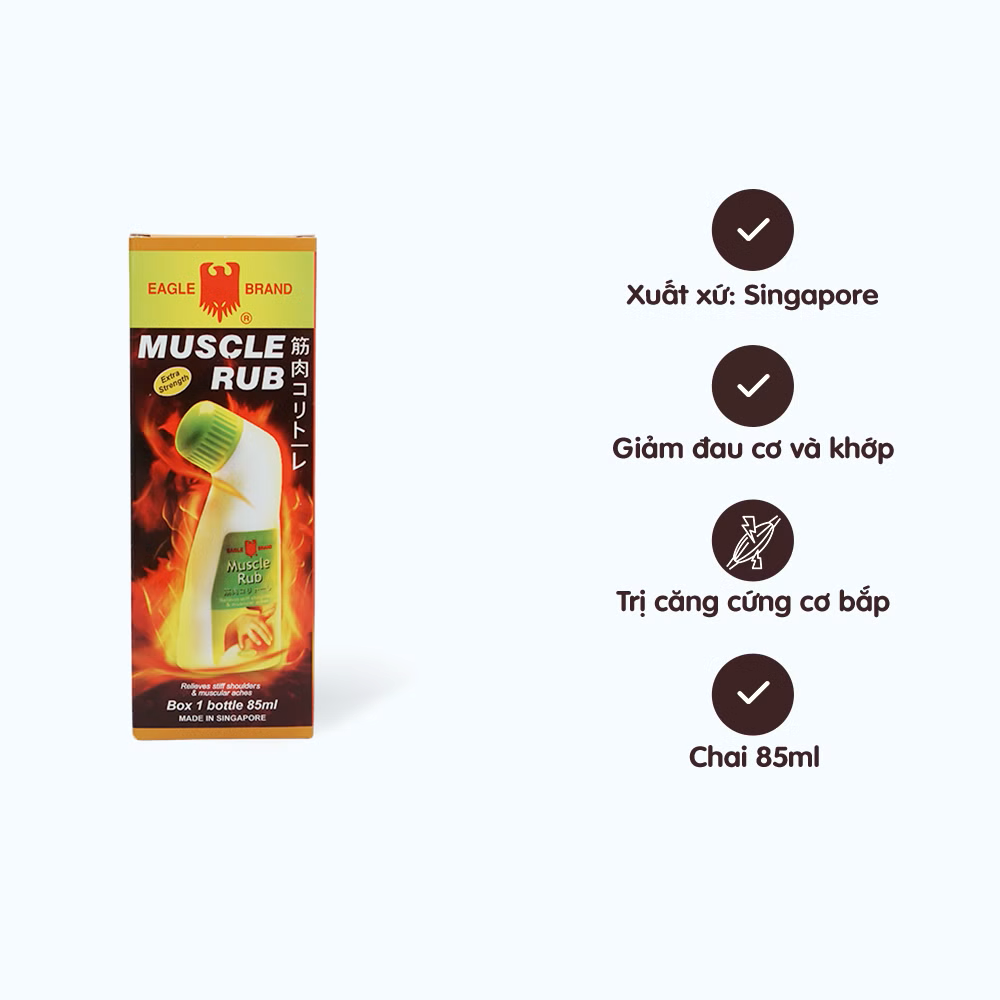 EAGLE BRAND
®
MUSCLE
RUB
Extra
Strength
筋肉コリトーレ
EAGLE BRAND
Muscle
Rub
Relieves stiff shoulders
& muscular aches
Box 1 bottle 85ml
MADE IN SINGAPORE
Xuất xứ: Singapore
Giảm đau cơ và khớp
Trị căng cứng cơ bắp
Chai 85ml